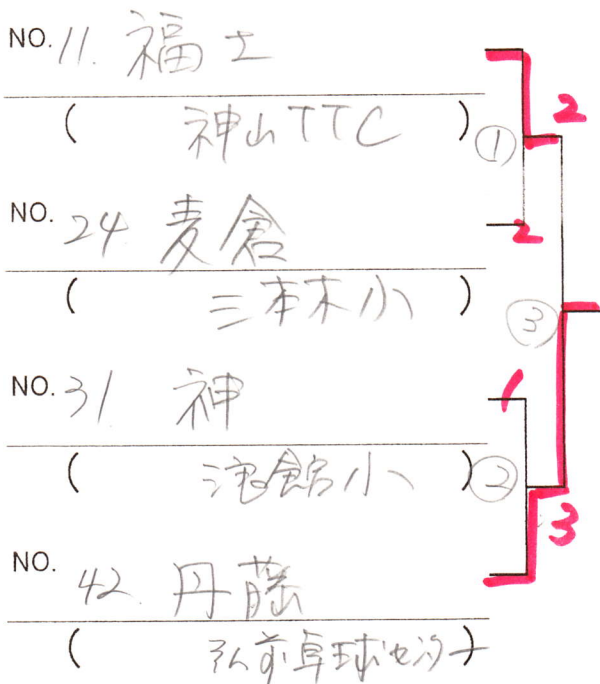 NO. 11. 福士
2
( 神山TTC )
①
NO. 24 麦倉
2
( 三本木小 )
③
NO. 31 神
1
( 浪館小 )
②
3
NO. 42. 丹藤
( 弘前卓球センター